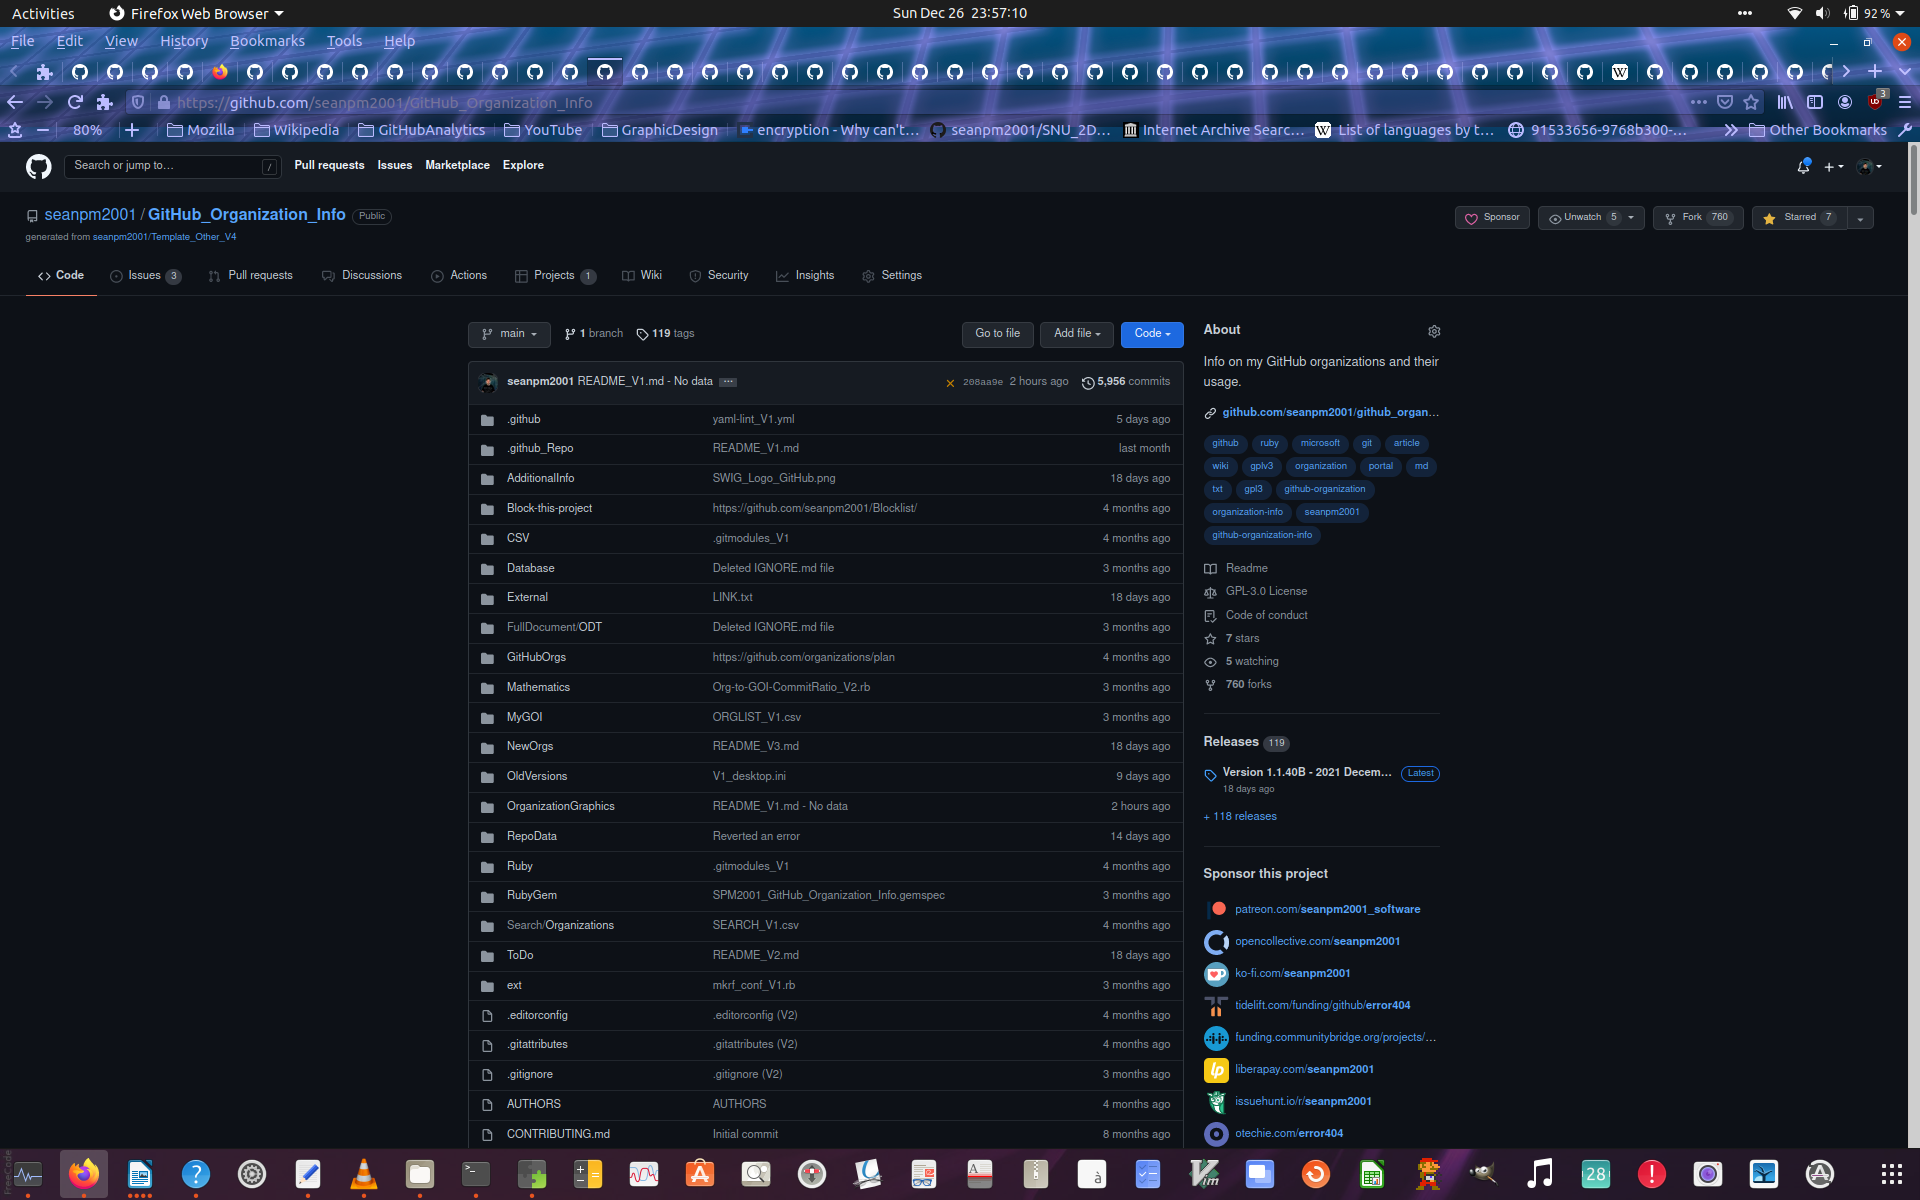 Activities
Firefox Web Browser
Sun Dec 26 23:57:10
92 %
File Edit View History Bookmarks Tools Help
https://github.com/seanpm2001/GitHub_Organization_Info
3
80%
Mozilla
Wikipedia
GitHubAnalytics
YouTube
GraphicDesign
encryption - Why can't…
seanpm2001/SNU_2D…
Internet Archive Searc…
List of languages by t…
91533656-9768b300-…
Other Bookmarks
Search or jump to…
/
Pull requests Issues Marketplace Explore
seanpm2001 / GitHub_Organization_Info Public
generated from seanpm2001/Template_Other_V4
Sponsor
Unwatch 5
Fork 760
Starred 7
Code
Issues 3
Pull requests
Discussions
Actions
Projects 1
Wiki
Security
Insights
Settings
main
1 branch
119 tags
Go to file
Add file
Code
seanpm2001 README_V1.md - No data ...
208aa9e 2 hours ago
5,956 commits
.github yaml-lint_V1.yml 5 days ago
.github_Repo README_V1.md last month
AdditionalInfo SWIG_Logo_GitHub.png 18 days ago
Block-this-project https://github.com/seanpm2001/Blocklist/ 4 months ago
CSV .gitmodules_V1 4 months ago
Database Deleted IGNORE.md file 3 months ago
External LINK.txt 18 days ago
FullDocument/ODT Deleted IGNORE.md file 3 months ago
GitHubOrgs https://github.com/organizations/plan 4 months ago
Mathematics Org-to-GOI-CommitRatio_V2.rb 3 months ago
MyGOI ORGLIST_V1.csv 3 months ago
NewOrgs README_V3.md 18 days ago
OldVersions V1_desktop.ini 9 days ago
OrganizationGraphics README_V1.md - No data 2 hours ago
RepoData Reverted an error 14 days ago
Ruby .gitmodules_V1 4 months ago
RubyGem SPM2001_GitHub_Organization_Info.gemspec 3 months ago
Search/Organizations SEARCH_V1.csv 4 months ago
ToDo README_V2.md 18 days ago
ext mkrf_conf_V1.rb 3 months ago
.editorconfig .editorconfig (V2) 4 months ago
.gitattributes .gitattributes (V2) 4 months ago
.gitignore .gitignore (V2) 3 months ago
AUTHORS AUTHORS 4 months ago
CONTRIBUTING.md Initial commit 8 months ago
About
Info on my GitHub organizations and their
usage.
github.com/seanpm2001/github_organ…
github ruby microsoft git article
wiki gplv3 organization portal md
txt gpl3 github-organization
organization-info seanpm2001
github-organization-info
Readme
GPL-3.0 License
Code of conduct
7 stars
5 watching
760 forks
Releases 119
Version 1.1.40B - 2021 Decem… Latest
18 days ago
+ 118 releases
Sponsor this project
patreon.com/seanpm2001_software
opencollective.com/seanpm2001
ko-fi.com/seanpm2001
tidelift.com/funding/github/error404
funding.communitybridge.org/projects/…
liberapay.com/seanpm2001
issuehunt.io/r/seanpm2001
otechie.com/error404
28